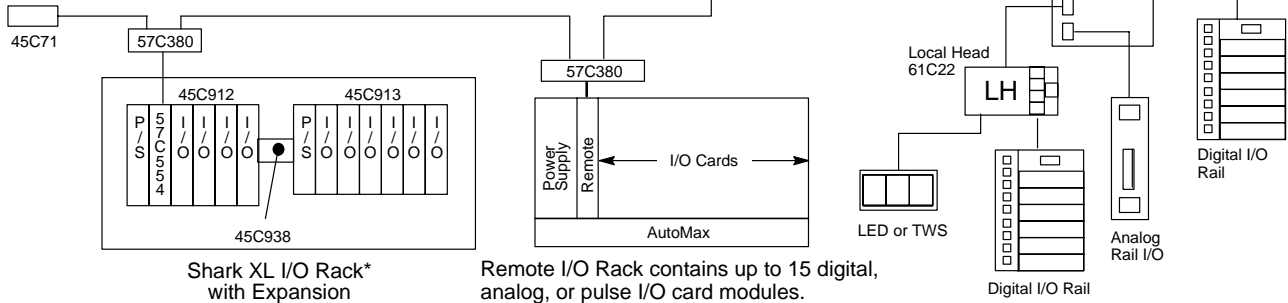 45C71
57C380
45C912
45C913
P/S
57C554
I/O
I/O
I/O
I/O
P/S
I/O
I/O
I/O
I/O
I/O
I/O
45C938
Shark XL I/O Rack*
with Expansion
57C380
Power
Supply
Remote
I/O Cards
AutoMax
Remote I/O Rack contains up to 15 digital,
analog, or pulse I/O card modules.
Local Head
61C22
LH
LED or TWS
Digital I/O Rail
Analog
Rail I/O
Digital I/O
Rail